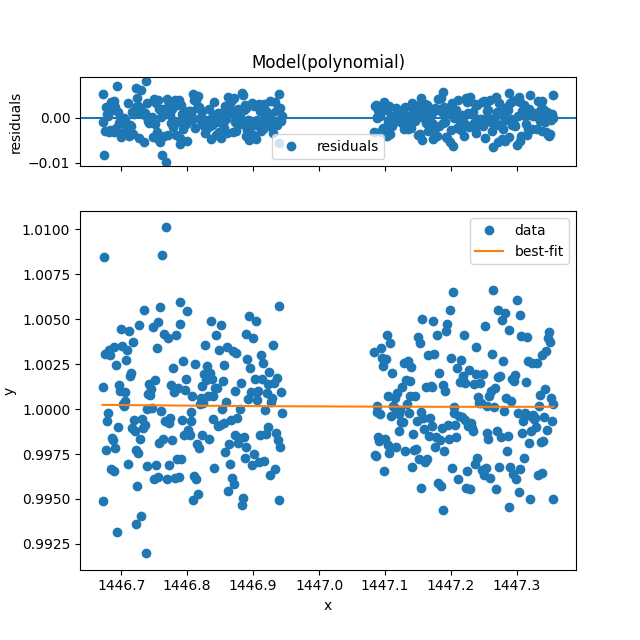 Model(polynomial)
residuals
0.00
−0.01
residuals
y
1.0100
1.0075
1.0050
1.0025
1.0000
0.9975
0.9950
0.9925
data
best-fit
1446.7 1446.8 1446.9 1447.0 1447.1 1447.2 1447.3
x